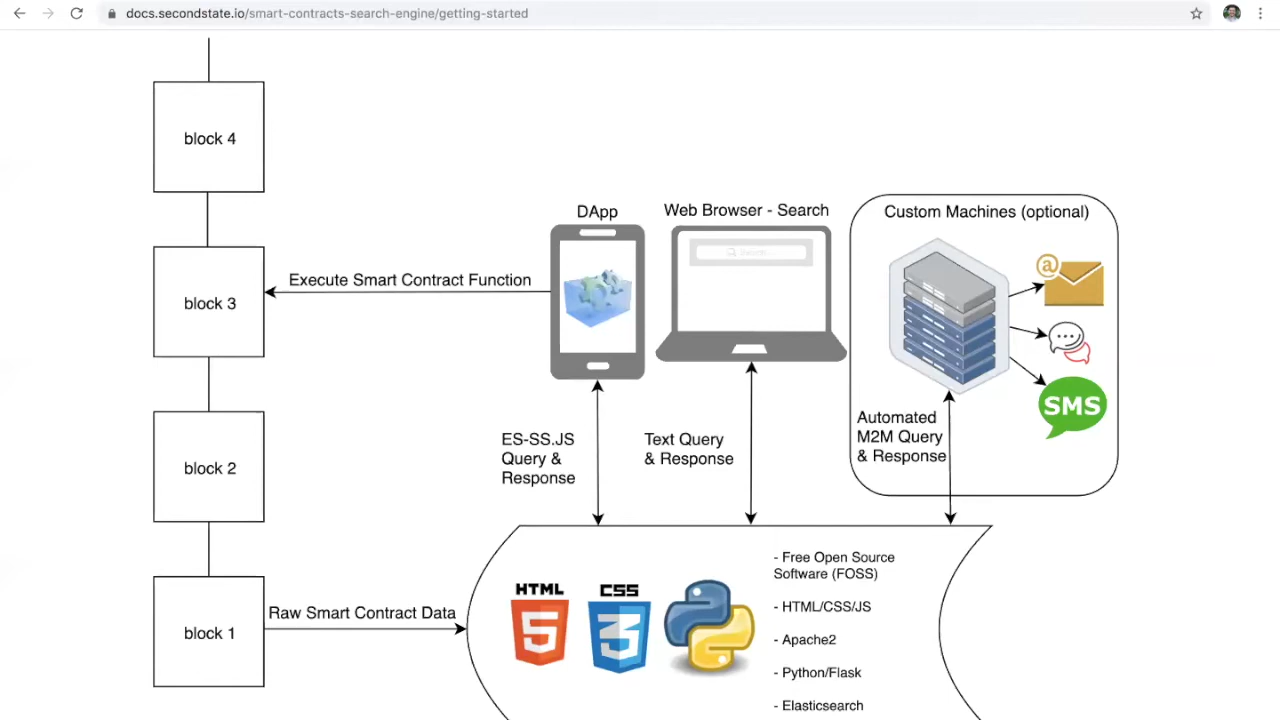 docs.secondstate.io/smart-contracts-search-engine/getting-started
block 4
DApp
Web Browser - Search
Custom Machines (optional)
Search...
@
Execute Smart Contract Function
block 3
SMS
ES-SS.JS
Query &
Response
Text Query
& Response
Automated
M2M Query
& Response
block 2
- Free Open Source
Software (FOSS)
HTML
5
CSS
3
- HTML/CSS/JS
Raw Smart Contract Data
block 1
- Apache2
- Python/Flask
- Elasticsearch